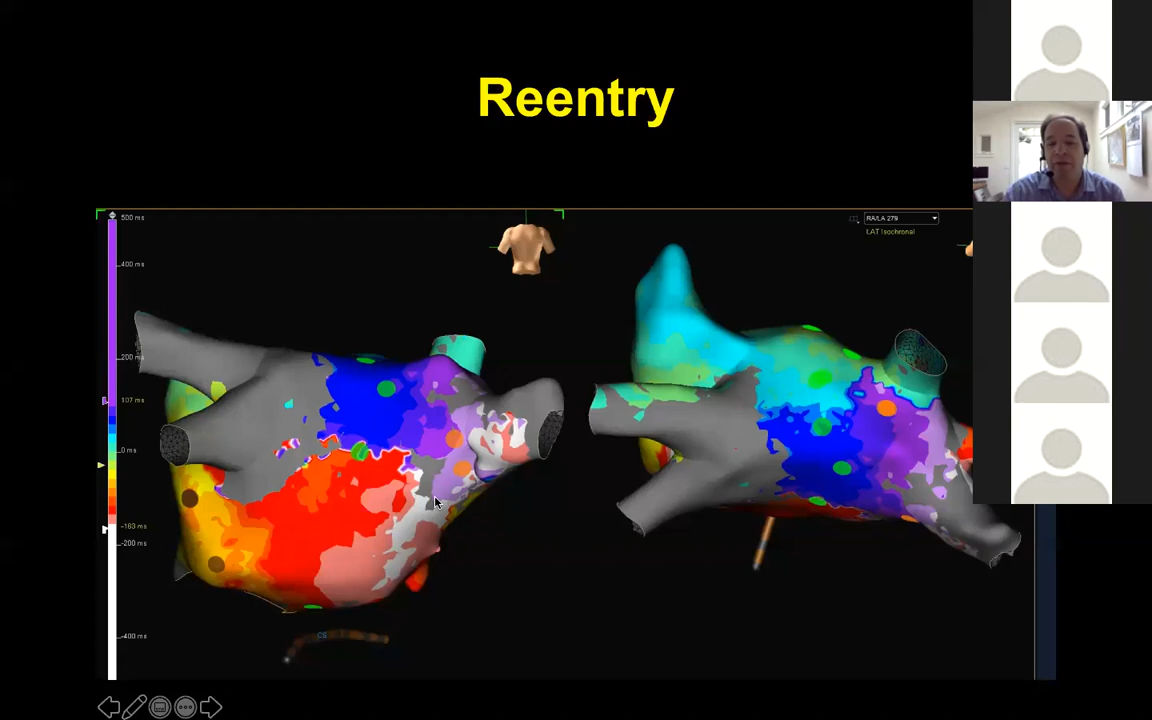 Reentry
500 ms
RA/LA 279
LAT Isochronal
400 ms
200 ms
107 ms
0 ms
-163 ms
-200 ms
-400 ms
CS